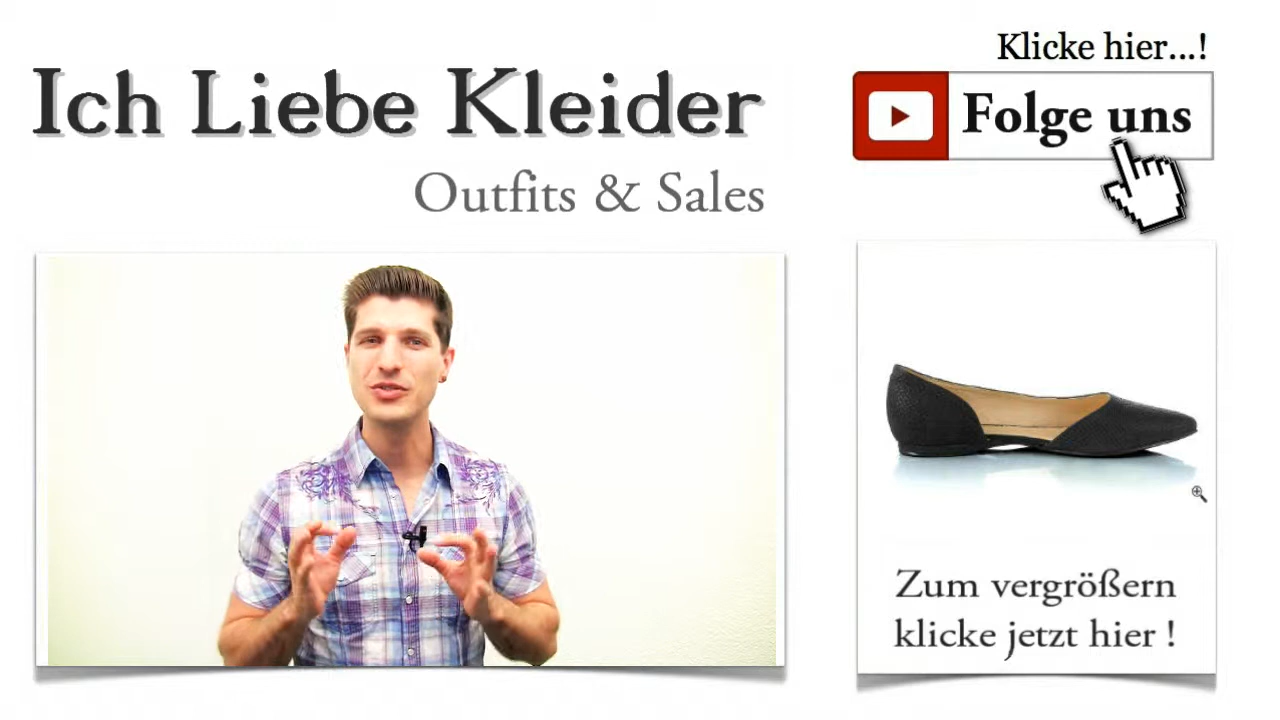 Ich Liebe Kleider
Outfits & Sales
Klicke hier...!
Folge uns
Zum vergrößern
klicke jetzt hier !